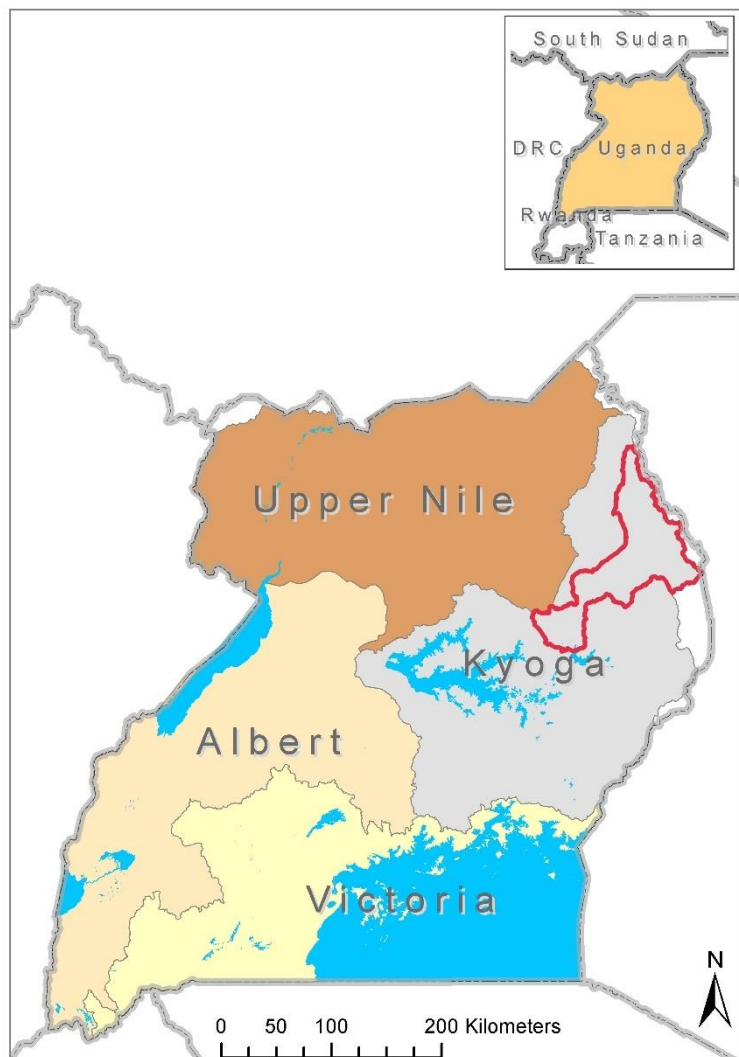 South Sudan
DRC
Uganda
Rwanda
Tanzania
Upper Nile
Kyoga
Albert
Victoria
N
0 50 100 200 Kilometers